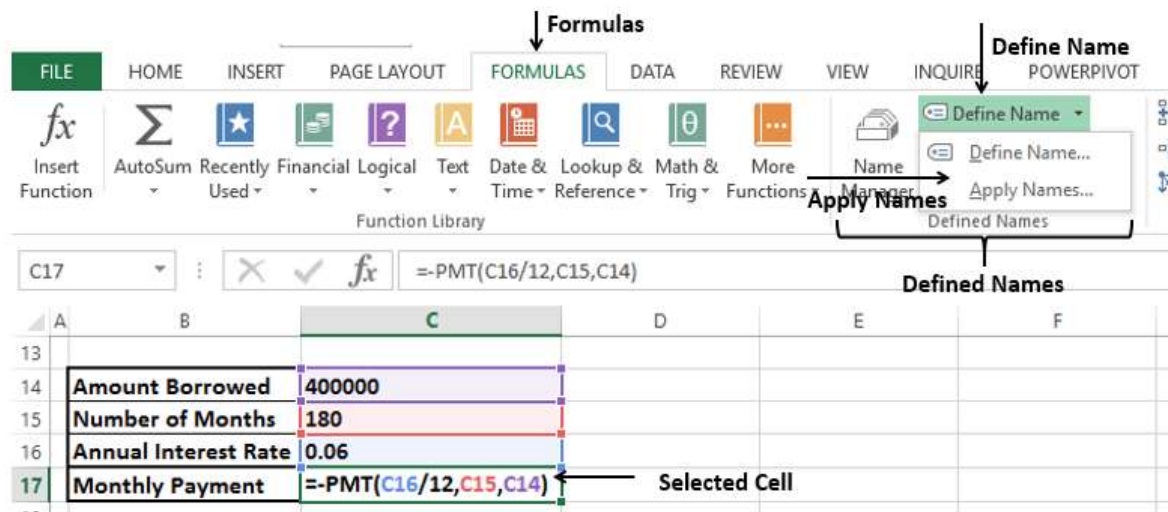 Formulas
Define Name
FILE HOME INSERT PAGE LAYOUT FORMULAS DATA REVIEW VIEW INQUIRE POWERPIVOT
fx Σ ? A θ ... Define Name
Insert AutoSum Recently Financial Logical Text Date & Lookup & Math & More Name Define Name...
Function Used Time Reference Trig Functions Manager Apply Names...
Apply Names
Function Library Defined Names
C17 fx =-PMT(C16/12,C15,C14)
Defined Names
A B C D E F
13
14 Amount Borrowed 400000
15 Number of Months 180
16 Annual Interest Rate 0.06
17 Monthly Payment =-PMT(C16/12,C15,C14) Selected Cell